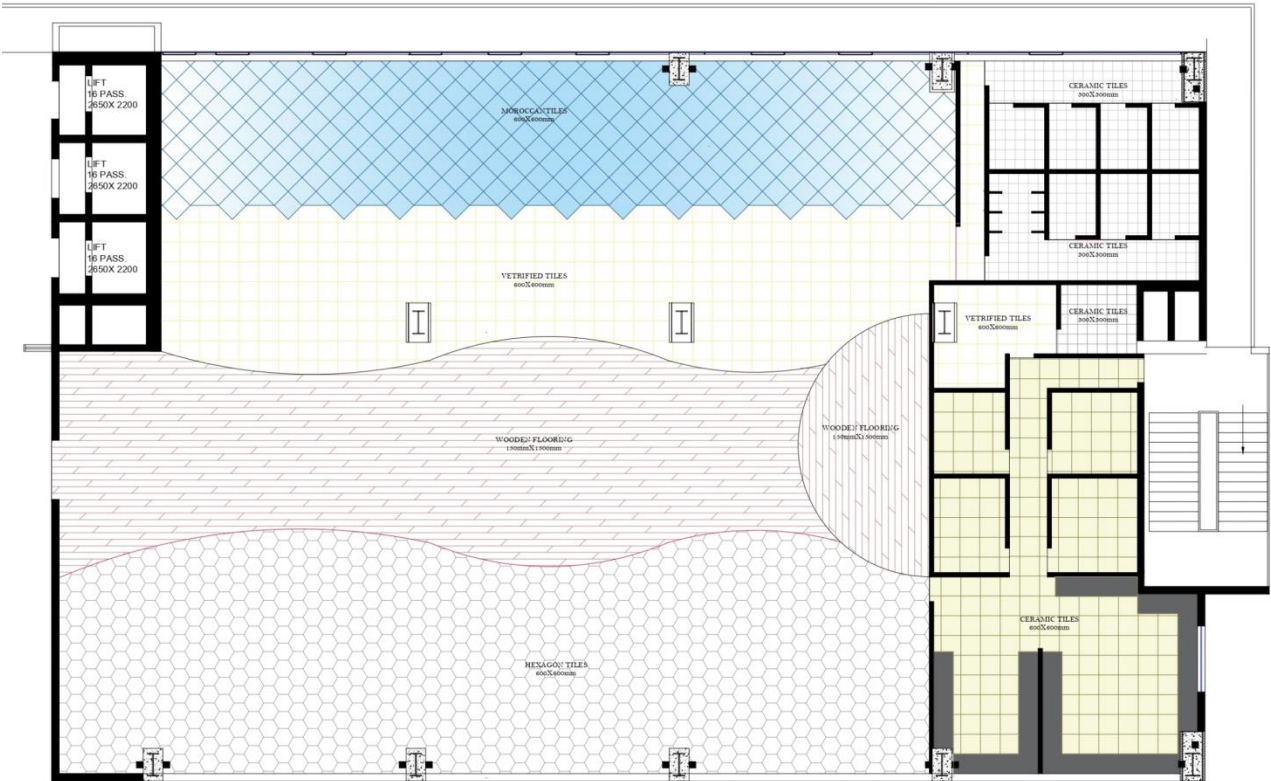 LIFT
16 PASS.
2650X 2200
LIFT
16 PASS.
2650X 2200
LIFT
16 PASS.
2650X 2200
MOROCCAN TILES
600X600mm
CERAMIC TILES
300X300mm
CERAMIC TILES
300X300mm
VETRIFIED TILES
600X600mm
VETRIFIED TILES
600X600mm
CERAMIC TILES
300X300mm
WOODEN FLOORING
150mmX1500mm
WOODEN FLOORING
150mmX1500mm
CERAMIC TILES
600X600mm
HEXAGON TILES
600X600mm